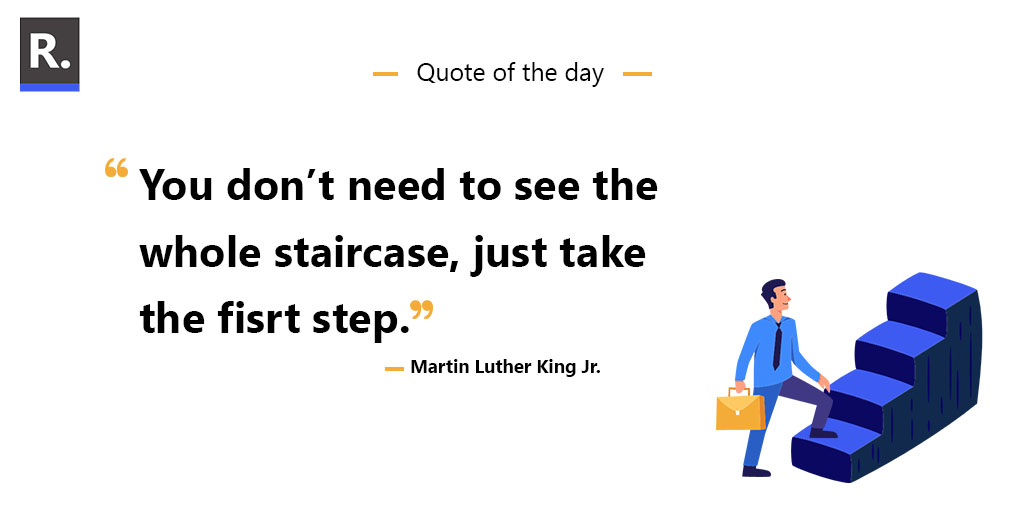 R.
Quote of the day
“You don’t need to see the
whole staircase, just take
the fisrt step.”
— Martin Luther King Jr.